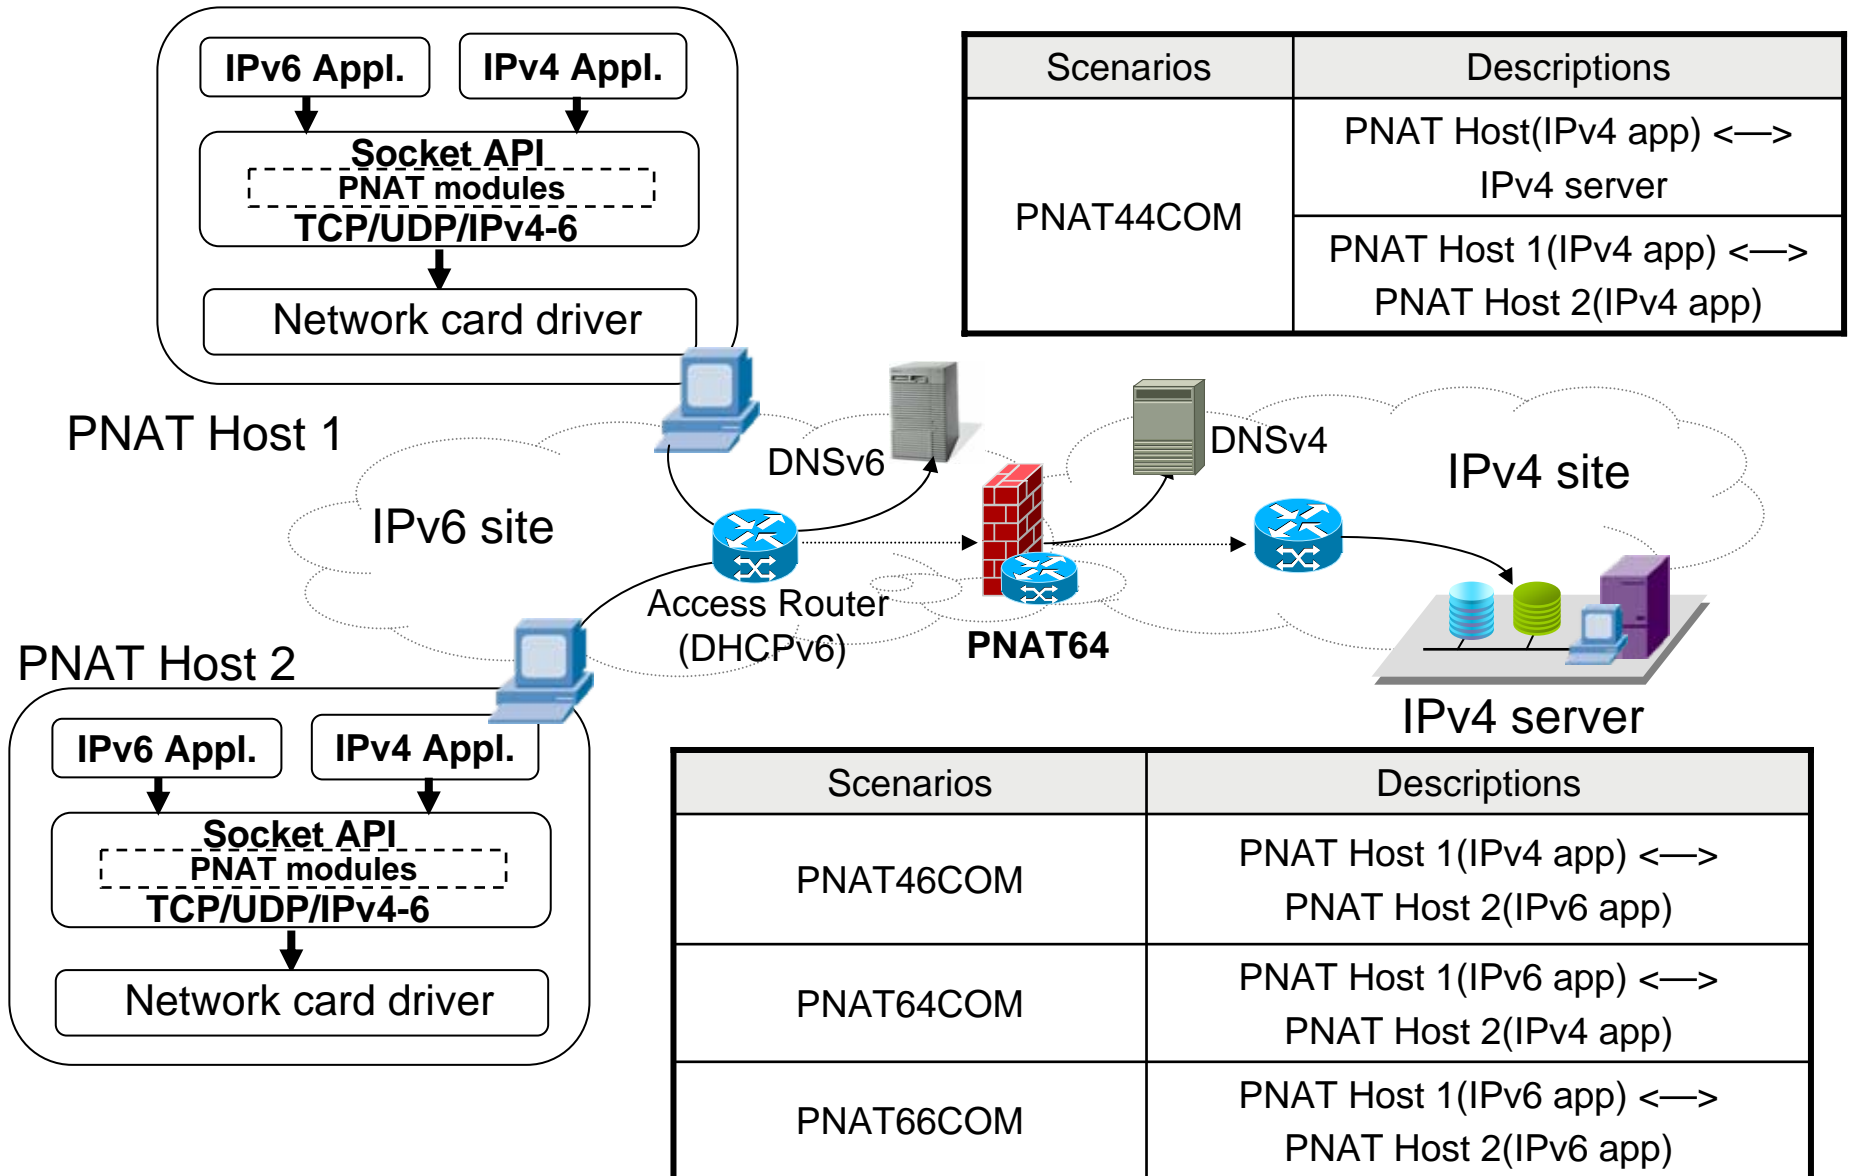 IPv6 Appl.
IPv4 Appl.
Socket API
PNAT modules
TCP/UDP/IPv4-6
Network card driver
PNAT Host 1
Scenarios
Descriptions
PNAT44COM
PNAT Host(IPv4 app) <—>
IPv4 server
PNAT Host 1(IPv4 app) <—>
PNAT Host 2(IPv4 app)
DNSv6
DNSv4
IPv6 site
IPv4 site
Access Router
(DHCPv6)
PNAT64
IPv4 server
PNAT Host 2
IPv6 Appl.
IPv4 Appl.
Socket API
PNAT modules
TCP/UDP/IPv4-6
Network card driver
Scenarios
Descriptions
PNAT46COM
PNAT Host 1(IPv4 app) <—>
PNAT Host 2(IPv6 app)
PNAT64COM
PNAT Host 1(IPv6 app) <—>
PNAT Host 2(IPv4 app)
PNAT66COM
PNAT Host 1(IPv6 app) <—>
PNAT Host 2(IPv6 app)